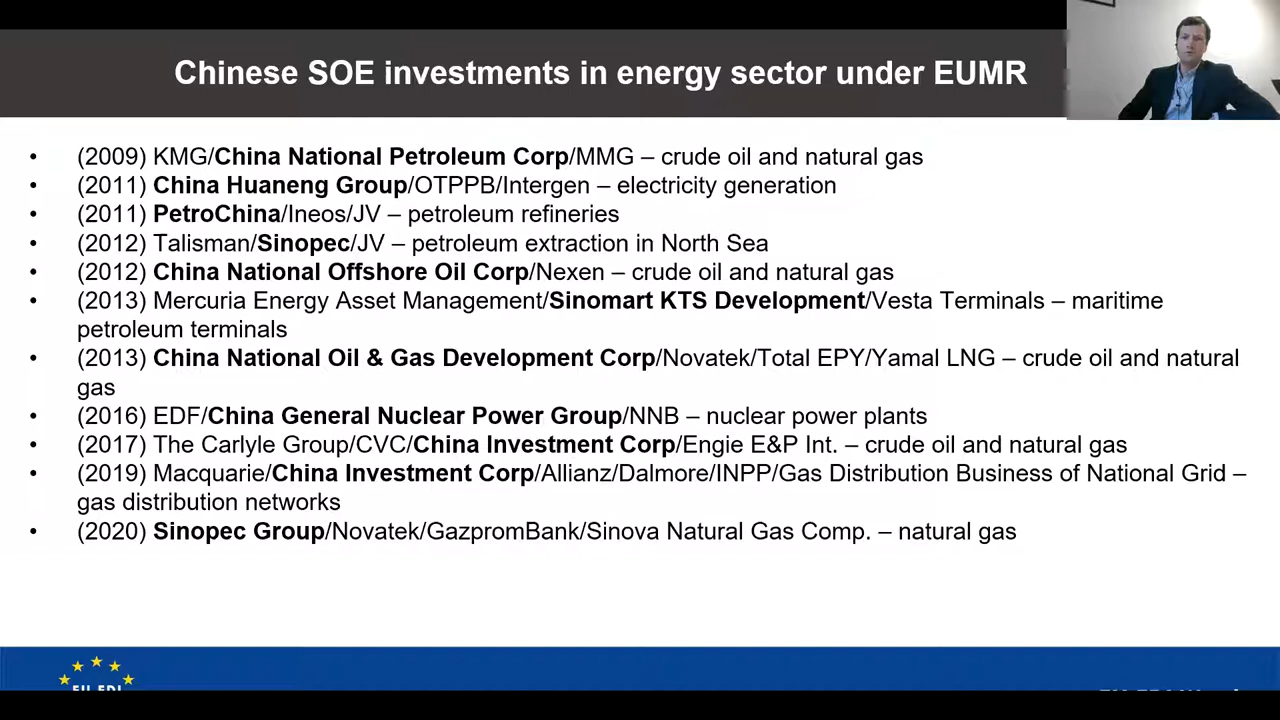 Chinese SOE investments in energy sector under EUMR
• (2009) KMG/China National Petroleum Corp/MMG – crude oil and natural gas
• (2011) China Huaneng Group/OTPPB/Intergen – electricity generation
• (2011) PetroChina/Ineos/JV – petroleum refineries
• (2012) Talisman/Sinopec/JV – petroleum extraction in North Sea
• (2012) China National Offshore Oil Corp/Nexen – crude oil and natural gas
• (2013) Mercuria Energy Asset Management/Sinomart KTS Development/Vesta Terminals – maritime
petroleum terminals
• (2013) China National Oil & Gas Development Corp/Novatek/Total EPY/Yamal LNG – crude oil and natural
gas
• (2016) EDF/China General Nuclear Power Group/NNB – nuclear power plants
• (2017) The Carlyle Group/CVC/China Investment Corp/Engie E&P Int. – crude oil and natural gas
• (2019) Macquarie/China Investment Corp/Allianz/Dalmore/INPP/Gas Distribution Business of National Grid –
gas distribution networks
• (2020) Sinopec Group/Novatek/GazpromBank/Sinova Natural Gas Comp. – natural gas